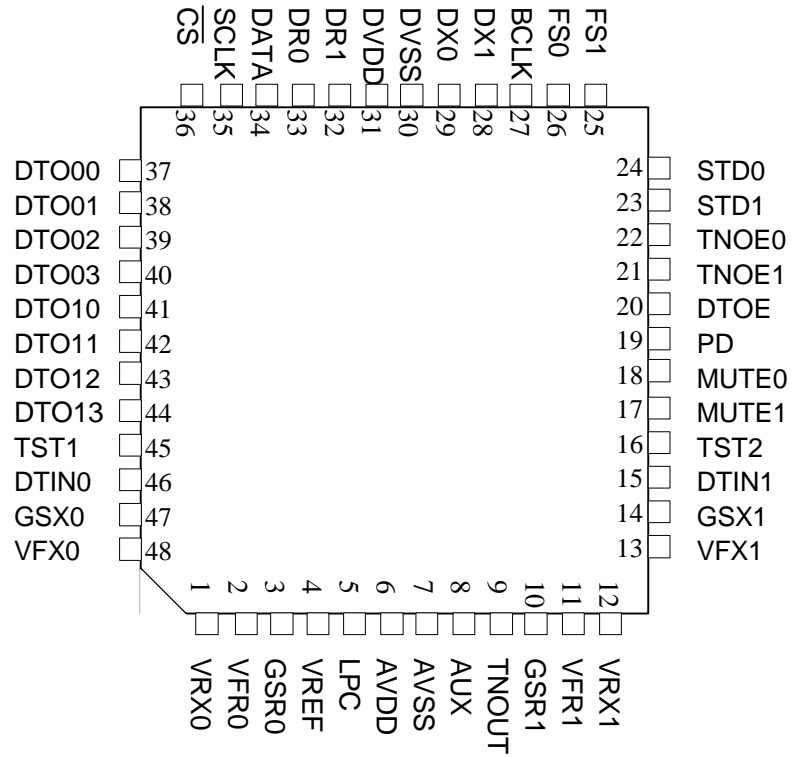 CS SCLK DATA DR0 DR1 DVDD DVSS DX0 DX1 BCLK FS0 FS1
36 35 34 33 32 31 30 29 28 27 26 25
DTO00 37 24 STD0
DTO01 38 23 STD1
DTO02 39 22 TNOE0
DTO03 40 21 TNOE1
DTO10 41 20 DTOE
DTO11 42 19 PD
DTO12 43 18 MUTE0
DTO13 44 17 MUTE1
TST1 45 16 TST2
DTIN0 46 15 DTIN1
GSX0 47 14 GSX1
VFX0 48 13 VFX1
1 2 3 4 5 6 7 8 9 10 11 12
VRX0 VFR0 GSR0 VREF LPC AVDD AVSS AUX TNOUT GSR1 VFR1 VRX1